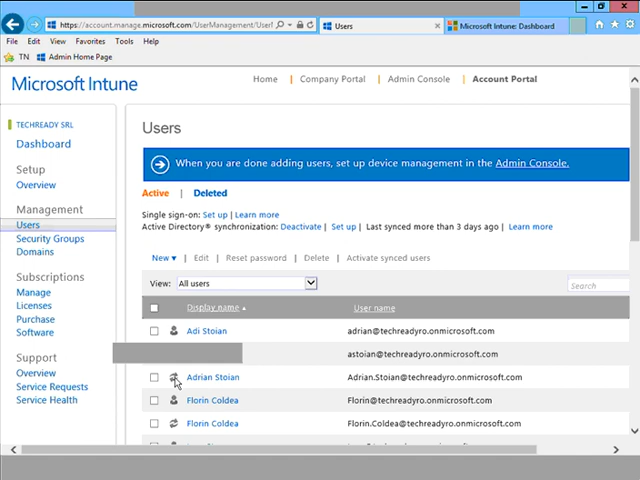 https://account.manage.microsoft.com/UserManagement/User!
Users
Microsoft Intune: Dashboard
File Edit View Favorites Tools Help
TN Admin Home Page
Microsoft Intune
Home | Company Portal | Admin Console | Account Portal
TECHREADY SRL
Dashboard
Setup
Overview
Management
Users
Security Groups
Domains
Subscriptions
Manage
Licenses
Purchase
Software
Support
Overview
Service Requests
Service Health
Users
When you are done adding users, set up device management in the Admin Console.
Active | Deleted
Single sign-on: Set up | Learn more
Active Directory® synchronization: Deactivate | Set up | Last synced more than 3 days ago | Learn more
New ▾ | Edit | Reset password | Delete | Activate synced users
View: All users
Search
Display name ▲ User name
Adi Stoian adrian@techreadyro.onmicrosoft.com
astoian@techreadyro.onmicrosoft.com
Adrian Stoian Adrian.Stoian@techreadyro.onmicrosoft.com
Florin Coldea Florin@techreadyro.onmicrosoft.com
Florin Coldea Florin.Coldea@techreadyro.onmicrosoft.com